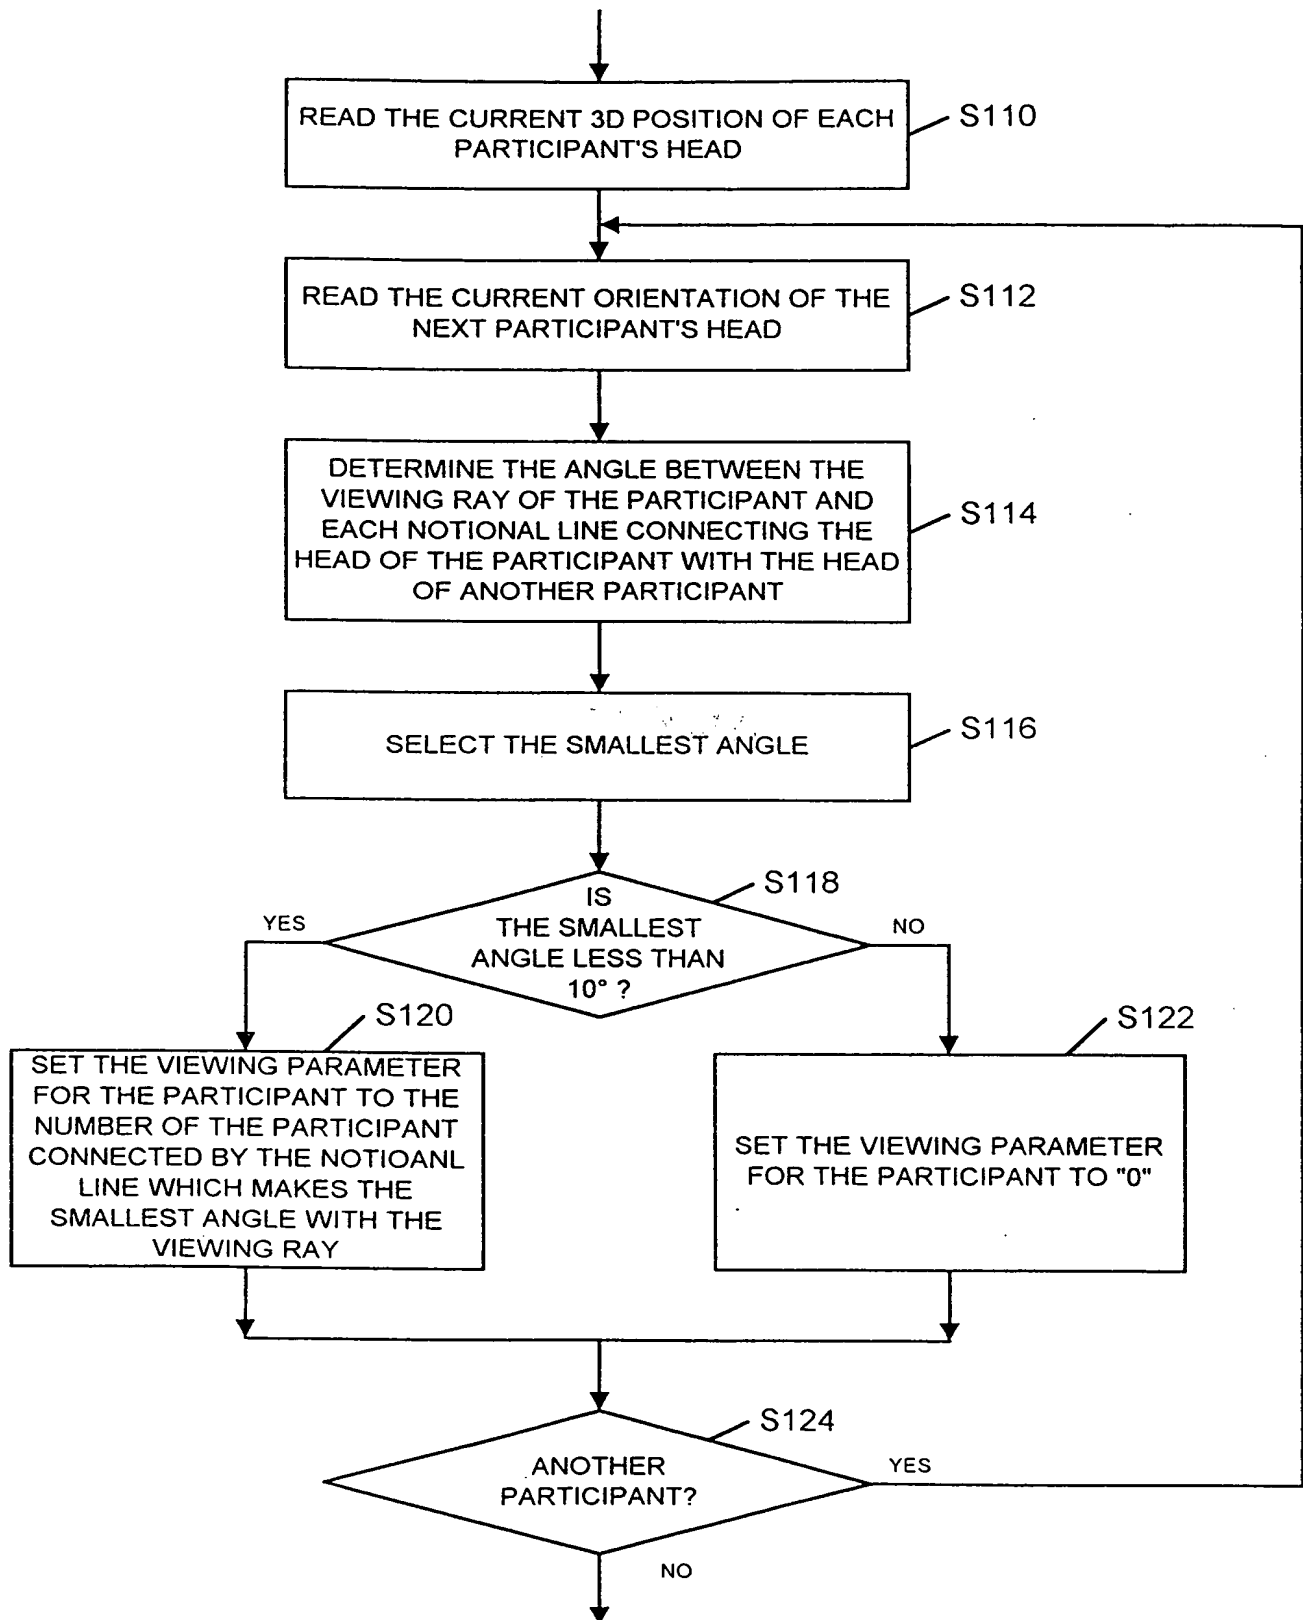 READ THE CURRENT 3D POSITION OF EACH
PARTICIPANT'S HEAD
S110
READ THE CURRENT ORIENTATION OF THE
NEXT PARTICIPANT'S HEAD
S112
DETERMINE THE ANGLE BETWEEN THE
VIEWING RAY OF THE PARTICIPANT AND
EACH NOTIONAL LINE CONNECTING THE
HEAD OF THE PARTICIPANT WITH THE HEAD
OF ANOTHER PARTICIPANT
S114
SELECT THE SMALLEST ANGLE
S116
IS
THE SMALLEST
ANGLE LESS THAN
10° ?
S118
YES
NO
S120
SET THE VIEWING PARAMETER
FOR THE PARTICIPANT TO THE
NUMBER OF THE PARTICIPANT
CONNECTED BY THE NOTIOANL
LINE WHICH MAKES THE
SMALLEST ANGLE WITH THE
VIEWING RAY
S122
SET THE VIEWING PARAMETER
FOR THE PARTICIPANT TO "0"
S124
ANOTHER
PARTICIPANT?
YES
NO